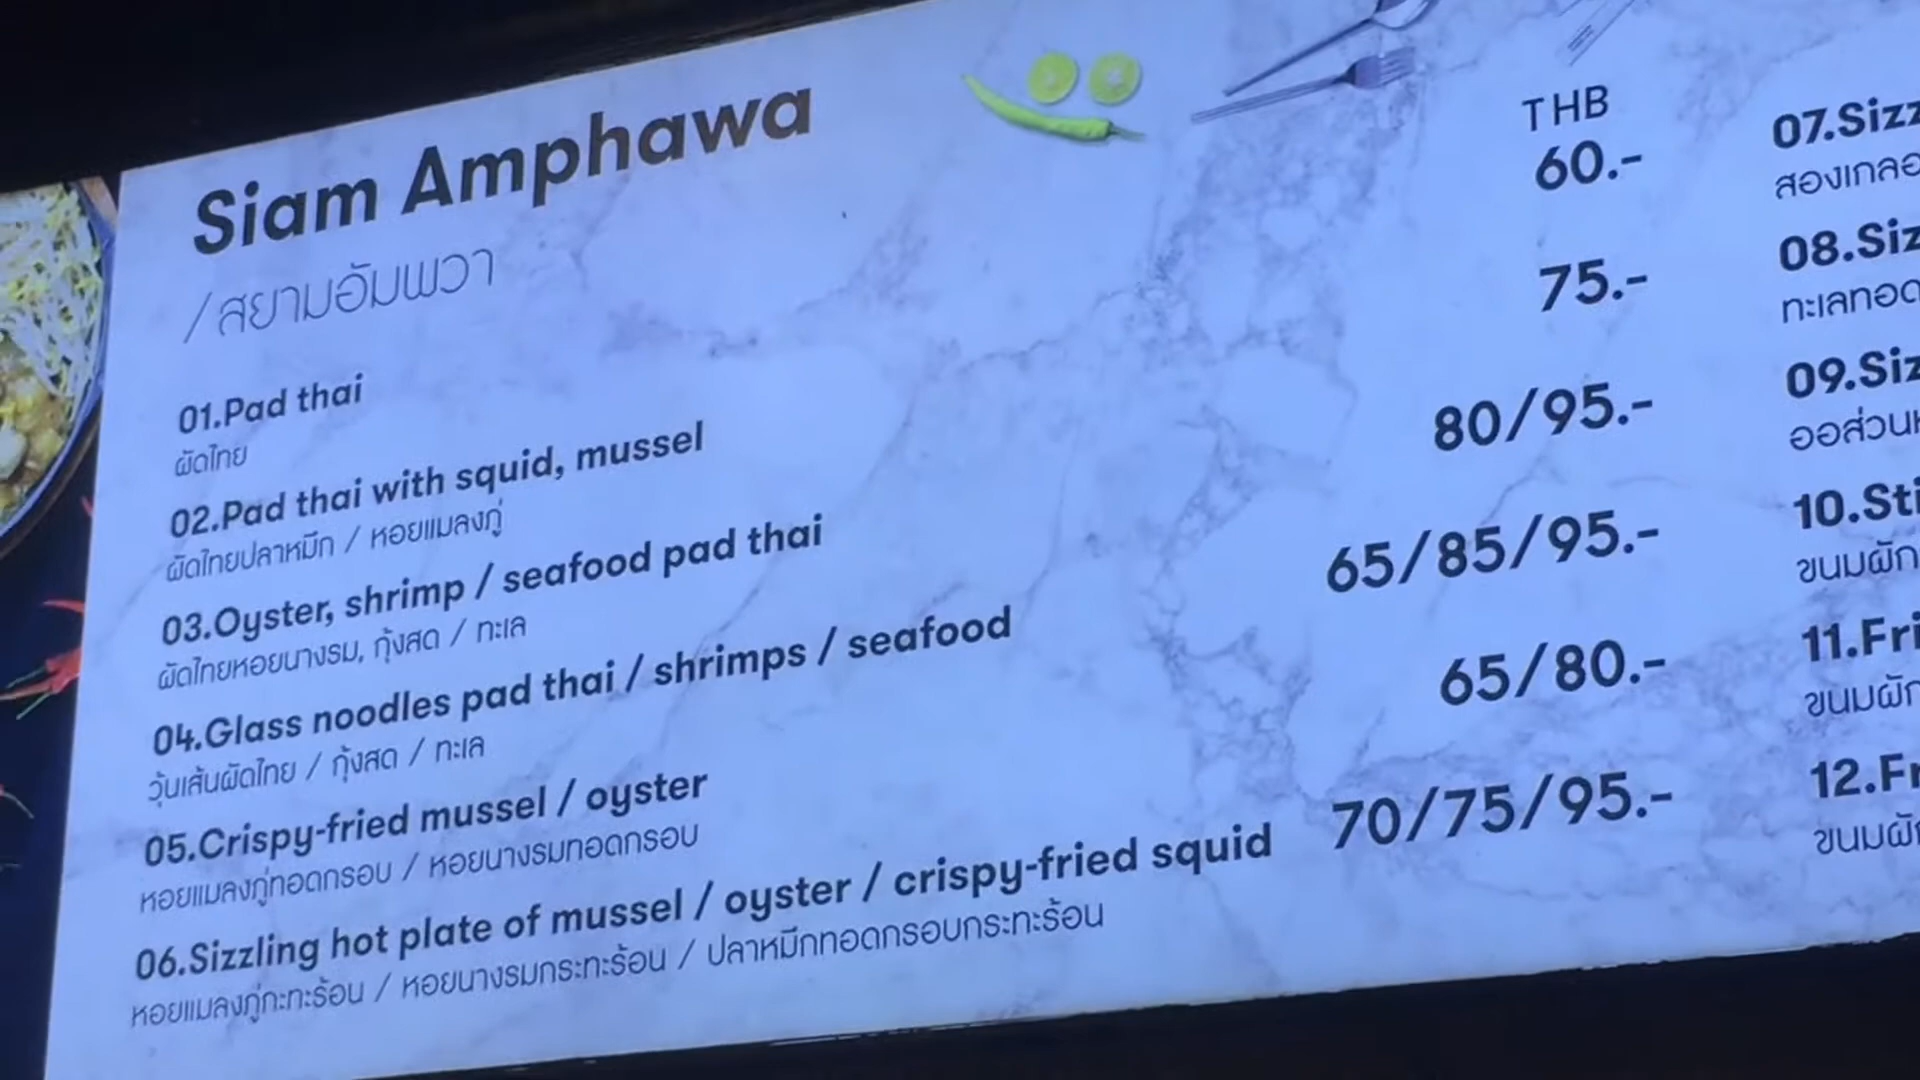 Siam Amphawa
/สยามอัมพวา
THB
01.Pad thai
60.-
ผัดไทย
02.Pad thai with squid, mussel
75.-
ผัดไทยปลาหมึก / หอยแมลงภู่
03.Oyster, shrimp / seafood pad thai
80/95.-
ผัดไทยหอยนางรม, กุ้งสด / ทะเล
04.Glass noodles pad thai / shrimps / seafood
65/85/95.-
วุ้นเส้นผัดไทย / กุ้งสด / ทะเล
05.Crispy-fried mussel / oyster
65/80.-
หอยแมลงภู่ทอดกรอบ / หอยนางรมทอดกรอบ
06.Sizzling hot plate of mussel / oyster / crispy-fried squid
70/75/95.-
หอยแมลงภู่กะทะร้อน / หอยนางรมกระทะร้อน / ปลาหมึกทอดกรอบกระทะร้อน
07.Sizz
สองเกลอ
08.Siz
ทะเลทอด
09.Siz
ออส่วนห
10.Sti
ขนมผัก
11.Fri
ขนมผัก
12.Fr
ขนมผั